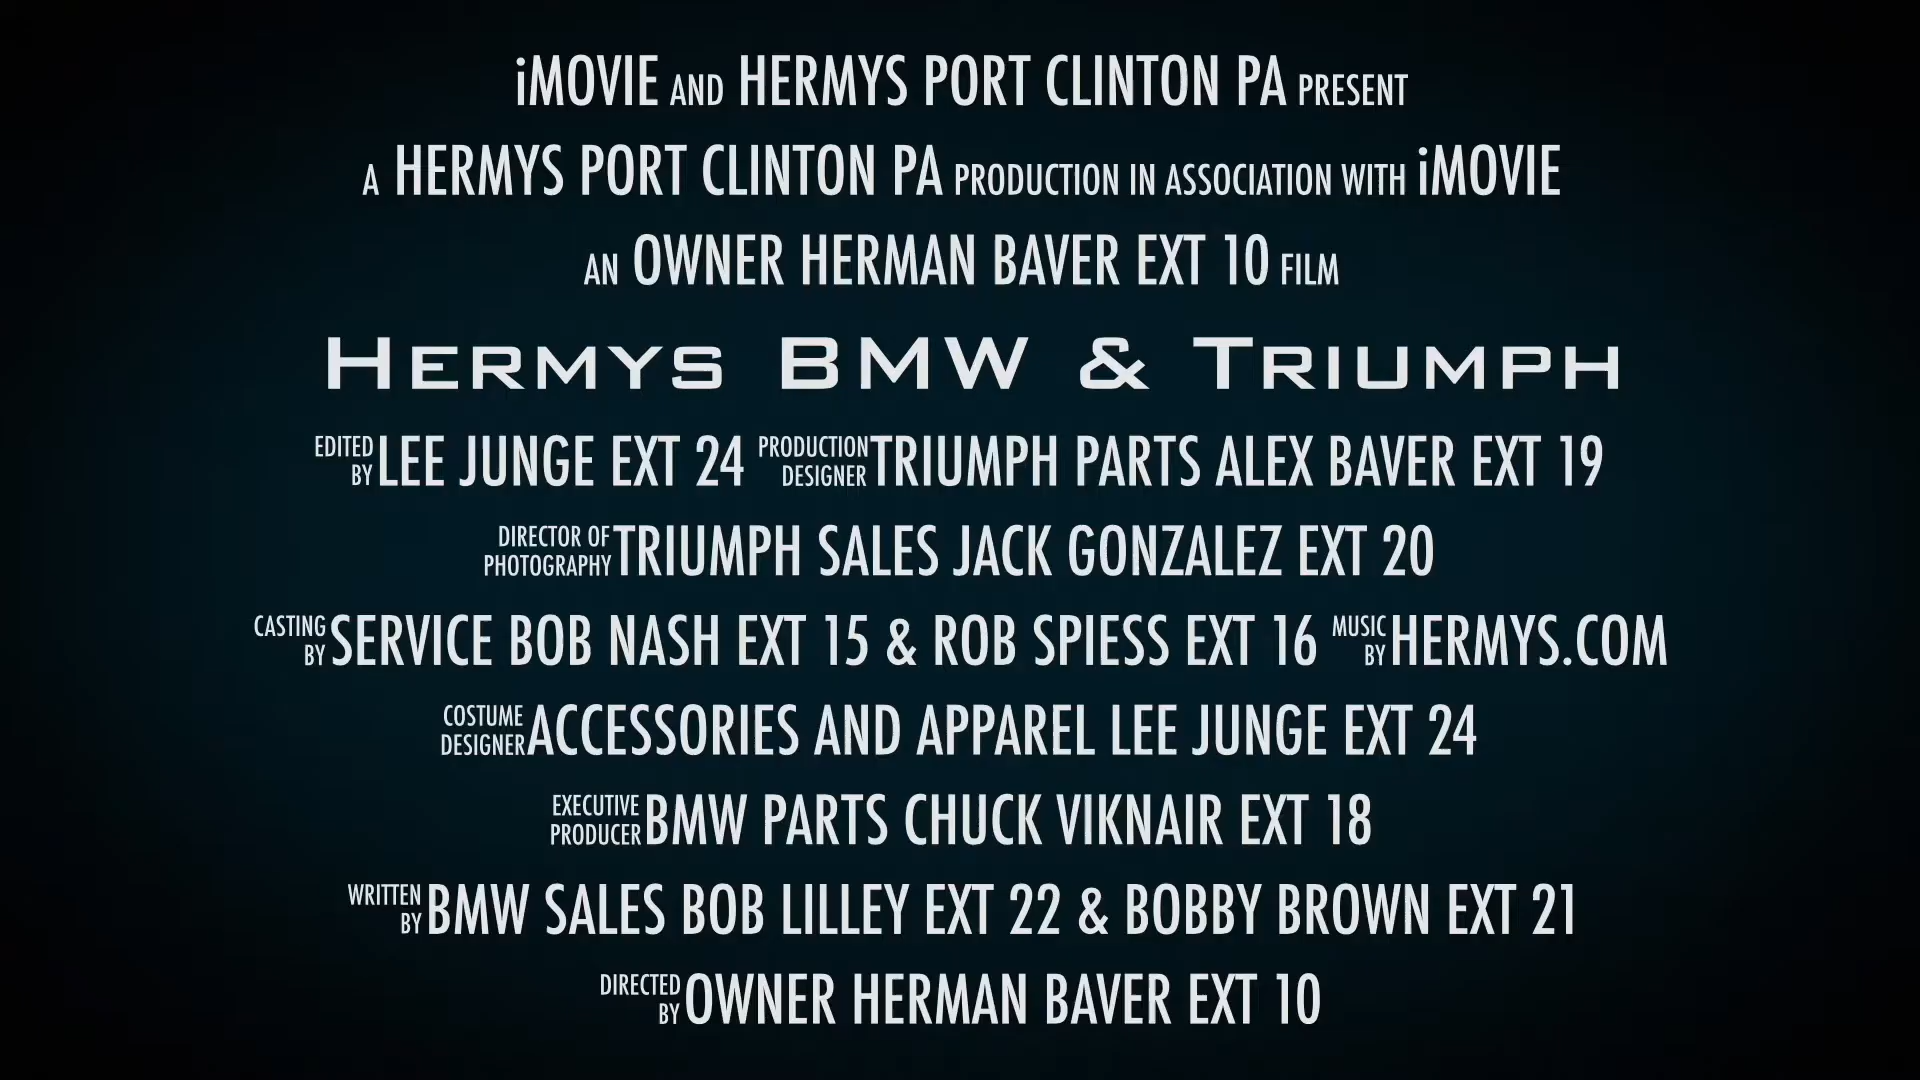 iMOVIE AND HERMYS PORT CLINTON PA PRESENT
A HERMYS PORT CLINTON PA PRODUCTION IN ASSOCIATION WITH iMOVIE
AN OWNER HERMAN BAVER EXT 10 FILM
HERMYS BMW & TRIUMPH
EDITED BY LEE JUNGE EXT 24 PRODUCTION DESIGNER TRIUMPH PARTS ALEX BAVER EXT 19
DIRECTOR OF PHOTOGRAPHY TRIUMPH SALES JACK GONZALEZ EXT 20
CASTING BY SERVICE BOB NASH EXT 15 & ROB SPIESS EXT 16 MUSIC BY HERMYS.COM
COSTUME DESIGNER ACCESSORIES AND APPAREL LEE JUNGE EXT 24
EXECUTIVE PRODUCER BMW PARTS CHUCK VIKNAIR EXT 18
WRITTEN BY BMW SALES BOB LILLEY EXT 22 & BOBBY BROWN EXT 21
DIRECTED BY OWNER HERMAN BAVER EXT 10